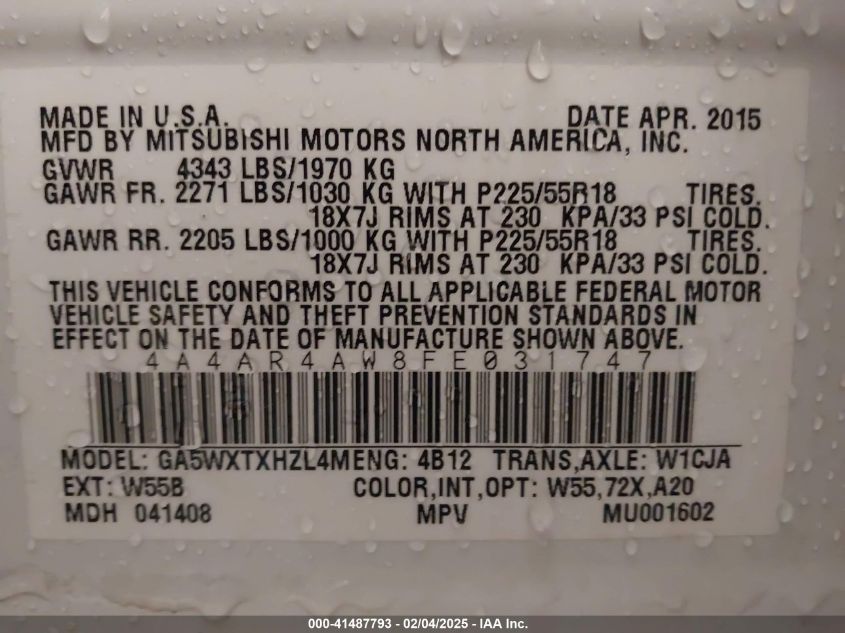 MADE IN U.S.A. DATE APR. 2015
MFD BY MITSUBISHI MOTORS NORTH AMERICA, INC.
GVWR 4343 LBS/1970 KG
GAWR FR. 2271 LBS/1030 KG WITH P225/55R18 TIRES.
18X7J RIMS AT 230 KPA/33 PSI COLD.
GAWR RR. 2205 LBS/1000 KG WITH P225/55R18 TIRES.
18X7J RIMS AT 230 KPA/33 PSI COLD.
THIS VEHICLE CONFORMS TO ALL APPLICABLE FEDERAL MOTOR
VEHICLE SAFETY AND THEFT PREVENTION STANDARDS IN
EFFECT ON THE DATE OF MANUFACTURE SHOWN ABOVE.
4A4AR4AW8FE031747
MODEL: GA5WXTXHZL4MENG: 4B12 TRANS,AXLE: W1CJA
EXT: W55B COLOR,INT,OPT: W55,72X,A20
MDH 041408 MPV MU001602
000-41487793 - 02/04/2025 - IAA Inc.